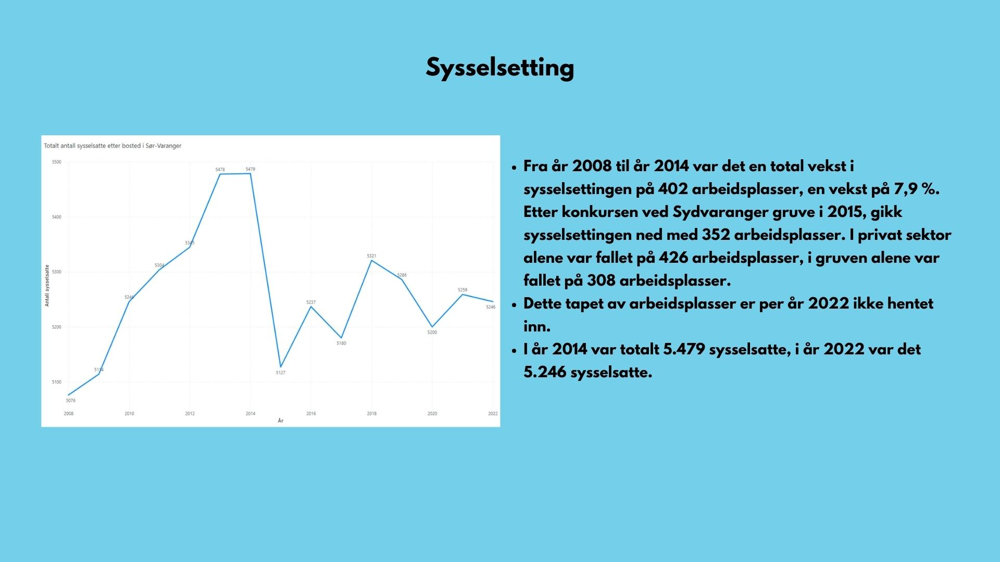 Sysselsetting
Totalt antall sysselsatte etter bosted i Sør-Varanger
5500
5400
5300
5200
5100
Antall sysselsatte
5076
5114
5246
5304
5345
5478
5479
5127
5237
5180
5321
5286
5200
5259
5246
2008
2010
2012
2014
2016
2018
2020
2022
År
• Fra år 2008 til år 2014 var det en total vekst i
sysselsettingen på 402 arbeidsplasser, en vekst på 7,9 %.
Etter konkursen ved Sydvaranger gruve i 2015, gikk
sysselsettingen ned med 352 arbeidsplasser. I privat sektor
alene var fallet på 426 arbeidsplasser, i gruven alene var
fallet på 308 arbeidsplasser.
• Dette tapet av arbeidsplasser er per år 2022 ikke hentet
inn.
• I år 2014 var totalt 5.479 sysselsatte, i år 2022 var det
5.246 sysselsatte.